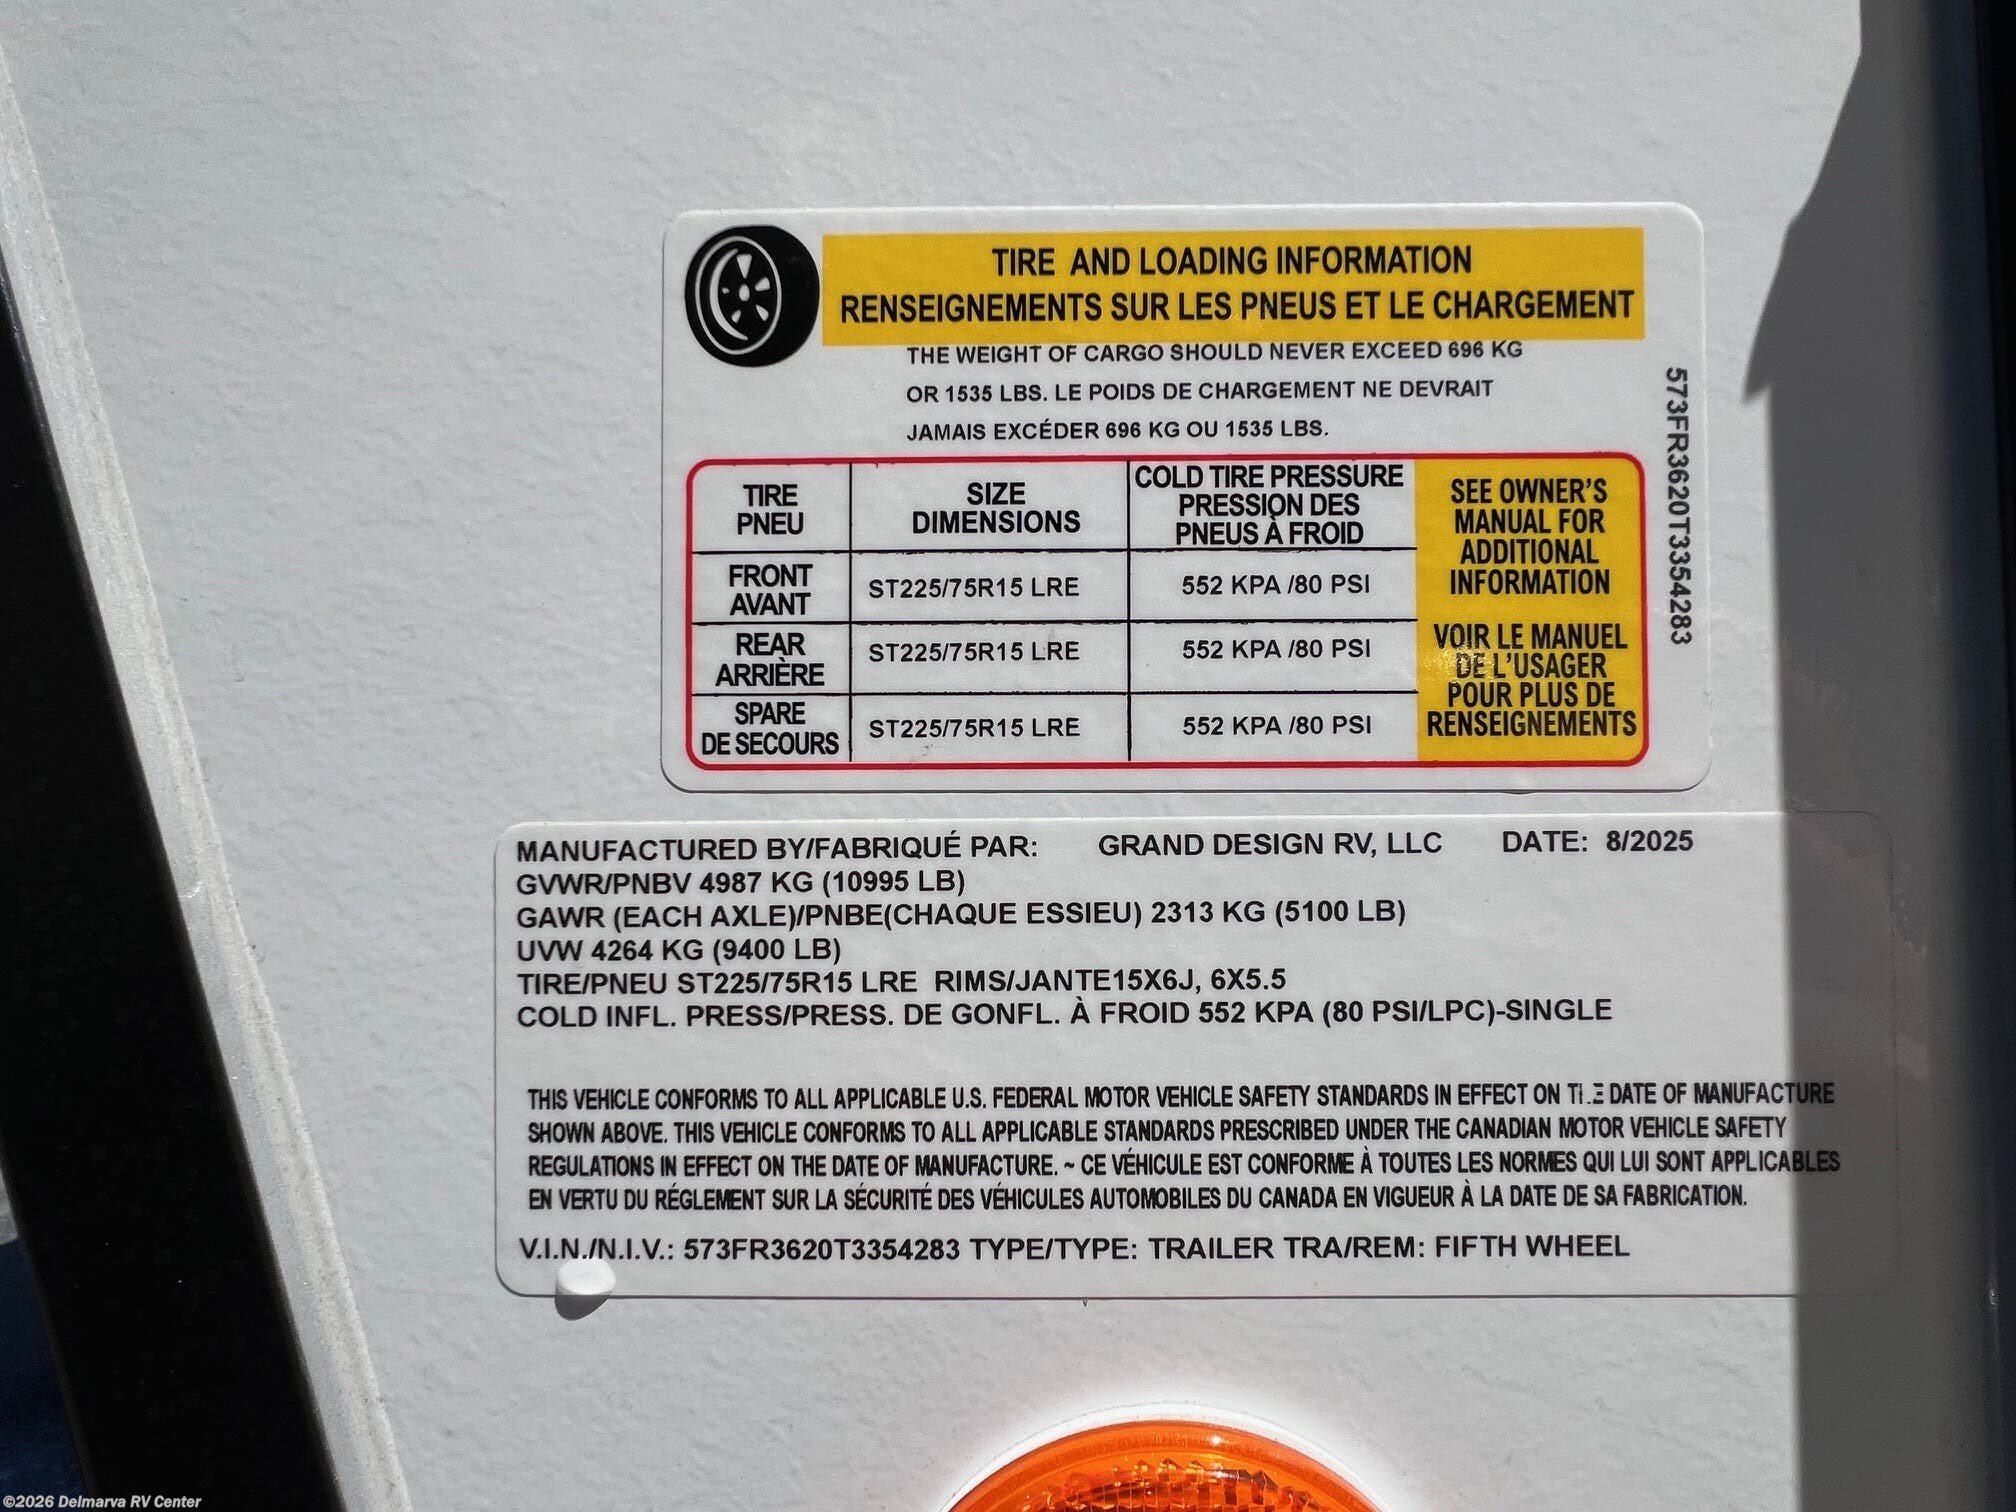 TIRE AND LOADING INFORMATION
RENSEIGNEMENTS SUR LES PNEUS ET LE CHARGEMENT
THE WEIGHT OF CARGO SHOULD NEVER EXCEED 696 KG
OR 1535 LBS. LE POIDS DE CHARGEMENT NE DEVRAIT
JAMAIS EXCÉDER 696 KG OU 1535 LBS.
TIRE
PNEU
SIZE
DIMENSIONS
COLD TIRE PRESSURE
PRESSION DES
PNEUS À FROID
FRONT
AVANT
ST225/75R15 LRE
552 KPA /80 PSI
REAR
ARRIÈRE
ST225/75R15 LRE
552 KPA /80 PSI
SPARE
DE SECOURS
ST225/75R15 LRE
552 KPA /80 PSI
SEE OWNER'S
MANUAL FOR
ADDITIONAL
INFORMATION
VOIR LE MANUEL
DE L'USAGER
POUR PLUS DE
RENSEIGNEMENTS
573FR3620T3354283
MANUFACTURED BY/FABRIQUÉ PAR: GRAND DESIGN RV, LLC DATE: 8/2025
GVWR/PNBV 4987 KG (10995 LB)
GAWR (EACH AXLE)/PNBE(CHAQUE ESSIEU) 2313 KG (5100 LB)
UVW 4264 KG (9400 LB)
TIRE/PNEU ST225/75R15 LRE RIMS/JANTE15X6J, 6X5.5
COLD INFL. PRESS/PRESS. DE GONFL. À FROID 552 KPA (80 PSI/LPC)-SINGLE
THIS VEHICLE CONFORMS TO ALL APPLICABLE U.S. FEDERAL MOTOR VEHICLE SAFETY STANDARDS IN EFFECT ON THE DATE OF MANUFACTURE
SHOWN ABOVE. THIS VEHICLE CONFORMS TO ALL APPLICABLE STANDARDS PRESCRIBED UNDER THE CANADIAN MOTOR VEHICLE SAFETY
REGULATIONS IN EFFECT ON THE DATE OF MANUFACTURE. ~ CE VÉHICULE EST CONFORME À TOUTES LES NORMES QUI LUI SONT APPLICABLES
EN VERTU DU RÉGLEMENT SUR LA SÉCURITÉ DES VÉHICULES AUTOMOBILES DU CANADA EN VIGUEUR À LA DATE DE SA FABRICATION.
V.I.N./N.I.V.: 573FR3620T3354283 TYPE/TYPE: TRAILER TRA/REM: FIFTH WHEEL
©2026 Delmarva RV Center